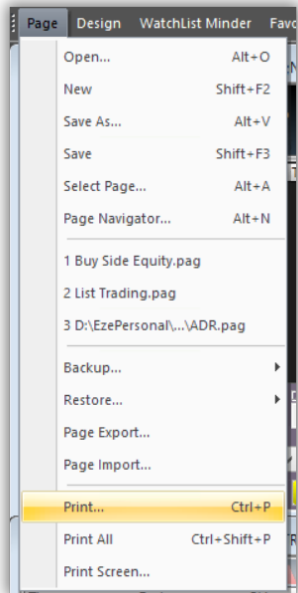 Page Design WatchList Minder Favo
Open... Alt+O
New Shift+F2
Save As... Alt+V
Save Shift+F3
Select Page... Alt+A
Page Navigator... Alt+N
1 Buy Side Equity.pag
2 List Trading.pag
3 D:\EzePersonal\...\ADR.pag
Backup...
Restore...
Page Export...
Page Import...
Print... Ctrl+P
Print All Ctrl+Shift+P
Print Screen...